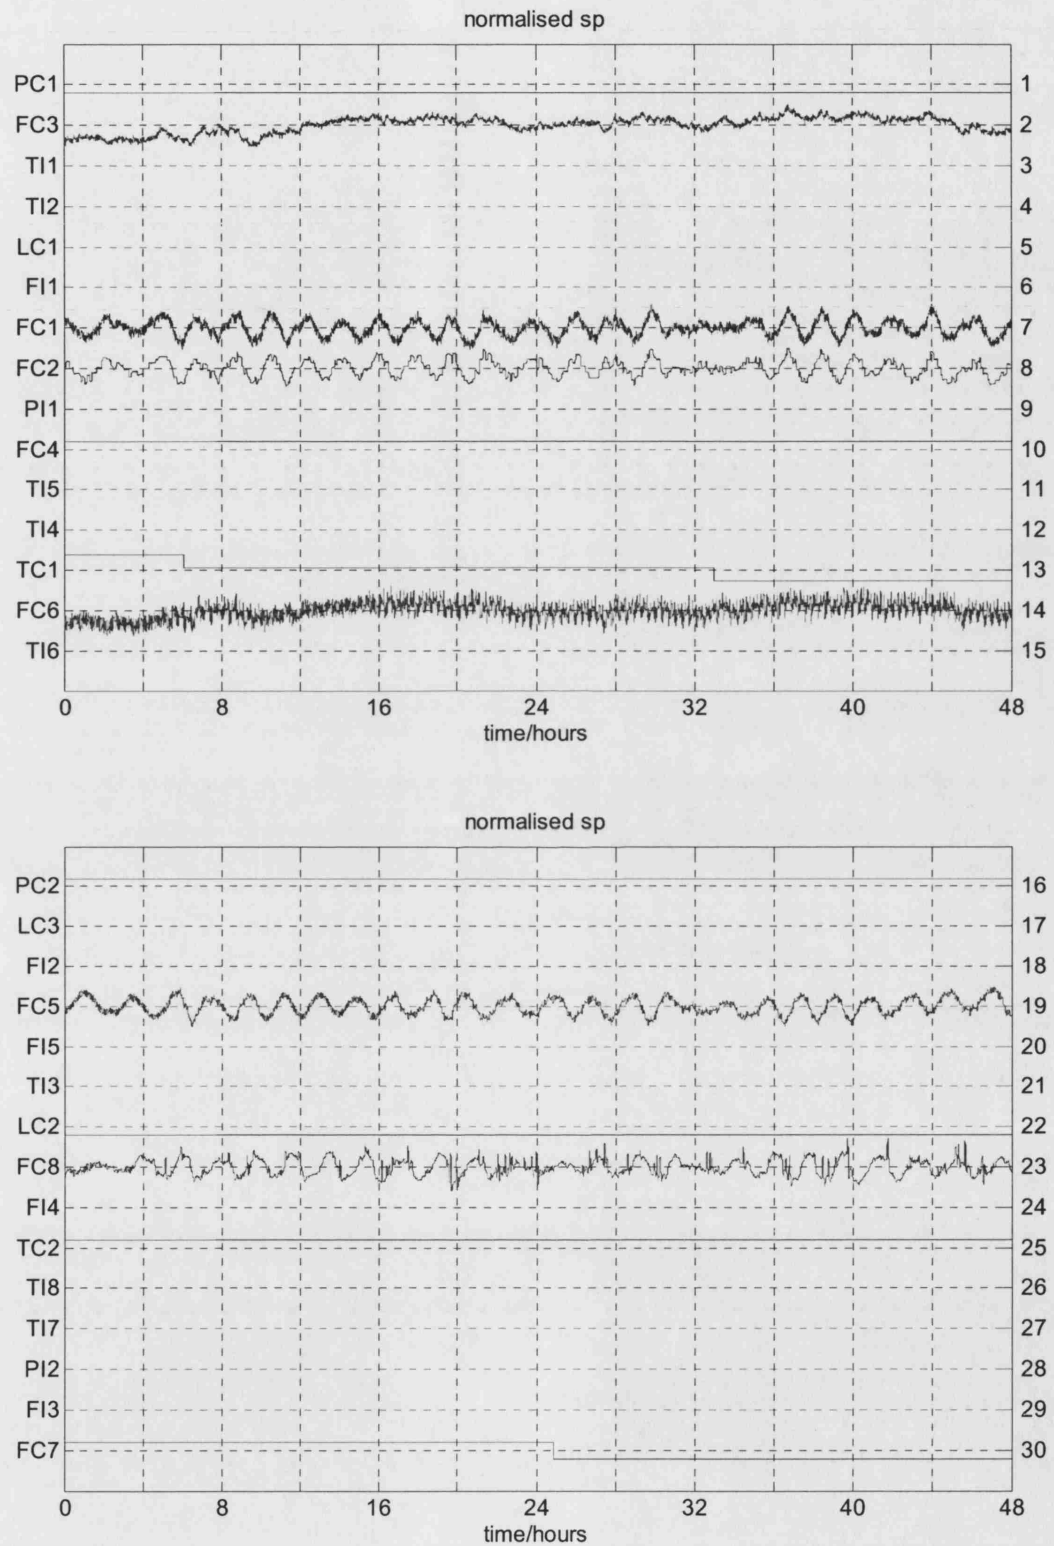 normalised sp
PC1 1
FC3 2
TI1 3
TI2 4
LC1 5
FI1 6
FC1 7
FC2 8
PI1 9
FC4 10
TI5 11
TI4 12
TC1 13
FC6 14
TI6 15
0 8 16 24 32 40 48
time/hours
normalised sp
PC2 16
LC3 17
FI2 18
FC5 19
FI5 20
TI3 21
LC2 22
FC8 23
FI4 24
TC2 25
TI8 26
TI7 27
PI2 28
FI3 29
FC7 30
0 8 16 24 32 40 48
time/hours